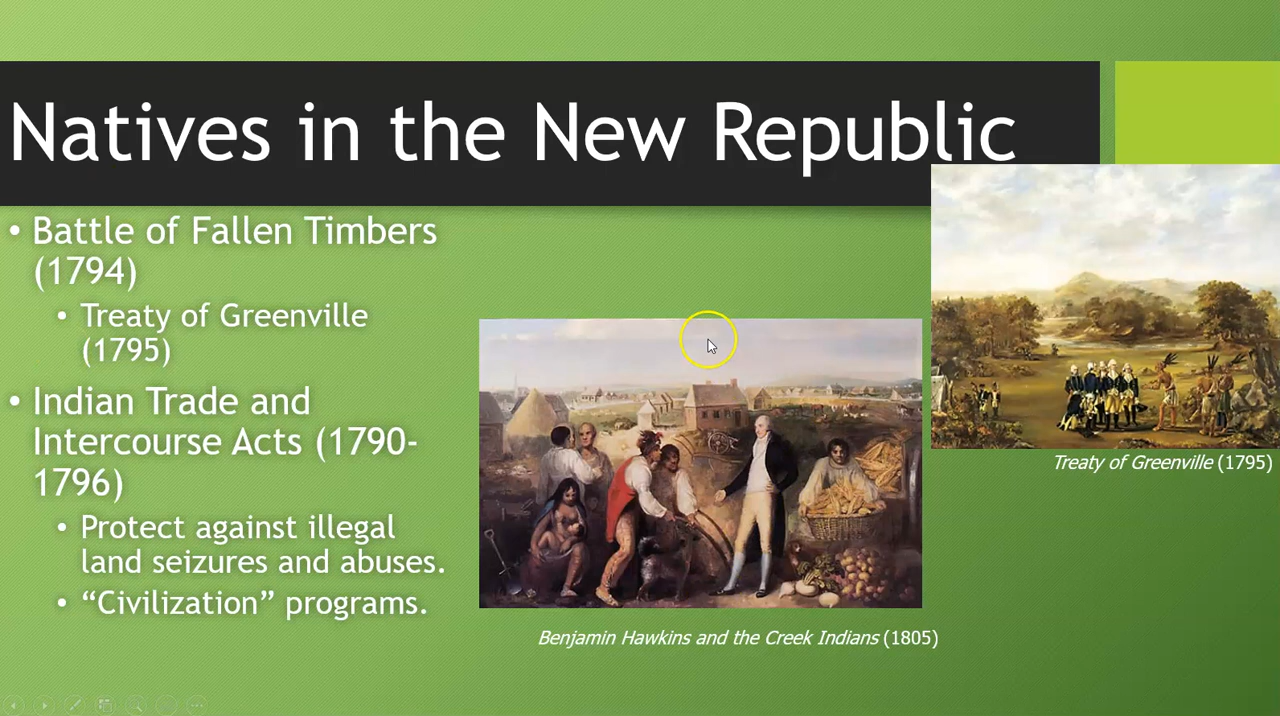 Natives in the New Republic
• Battle of Fallen Timbers
(1794)
• Treaty of Greenville
(1795)
• Indian Trade and
Intercourse Acts (1790-
1796)
• Protect against illegal
land seizures and abuses.
• “Civilization” programs.
Treaty of Greenville (1795)
Benjamin Hawkins and the Creek Indians (1805)